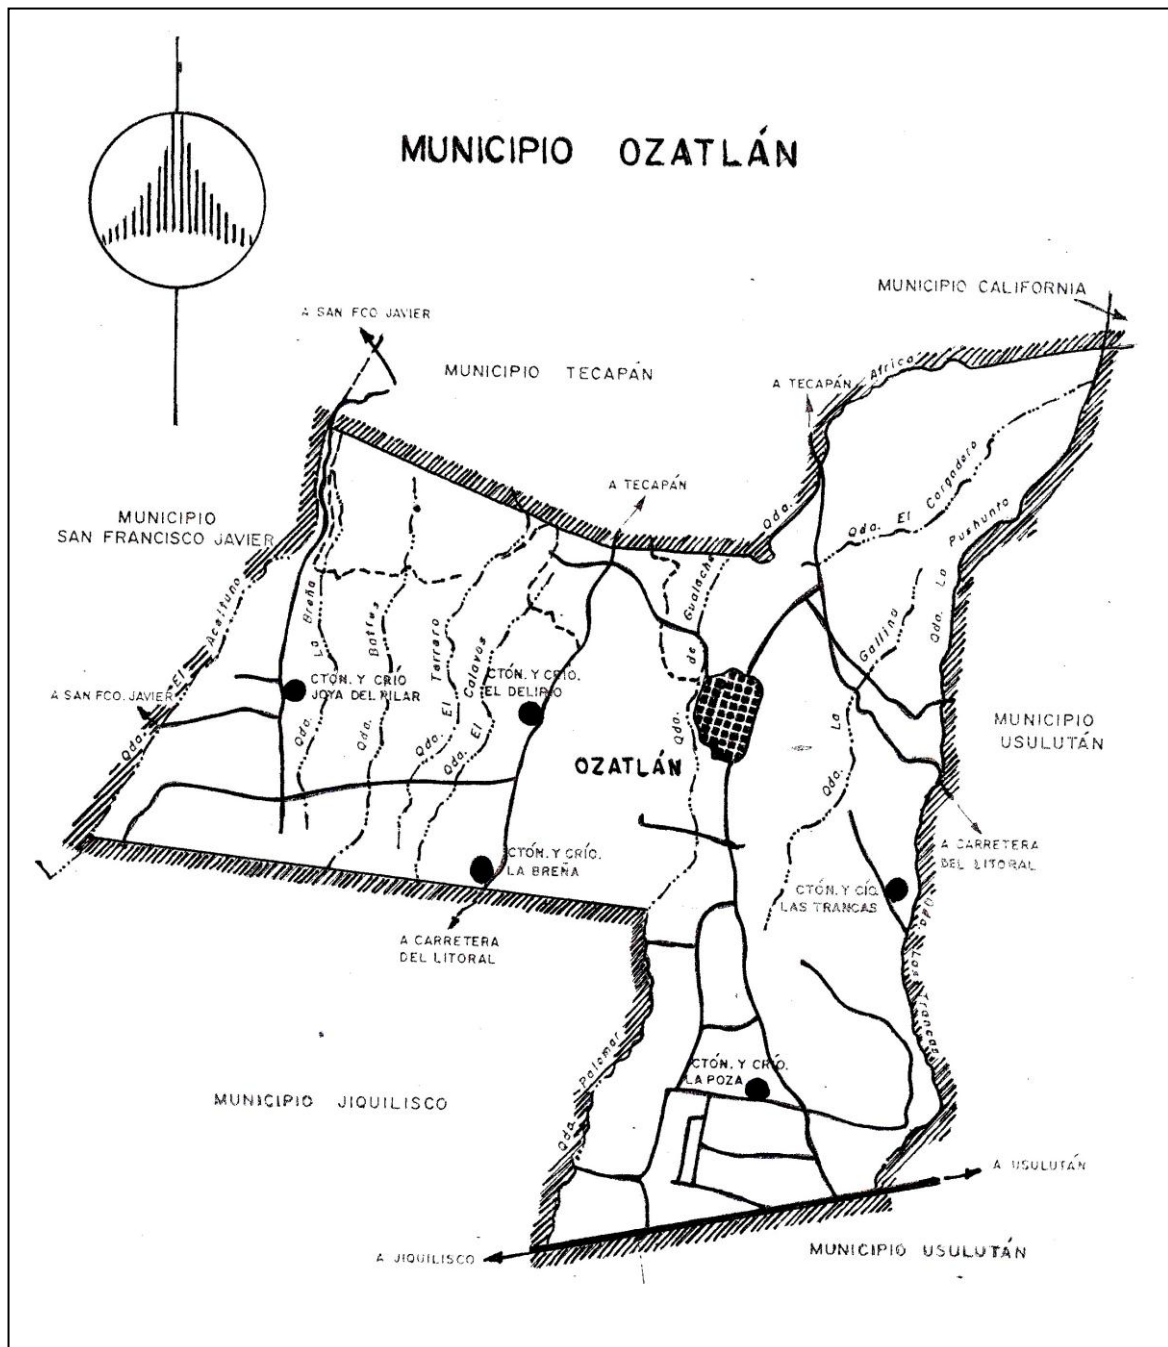 MUNICIPIO OZATLÁN
MUNICIPIO CALIFORNIA
A SAN FCO JAVIER
MUNICIPIO TECAPÁN
A TECAPÁN
Qda. Africa
A TECAPÁN
MUNICIPIO
SAN FRANCISCO JAVIER
Qda. El Cargadero
Qda. La Pushunta
Qda. El Aceituno
Qda. La Breña
Qda. Batres
Qda. El Terrero
Qda. El Calavos
Qda. de Gualache
Qda. La Gallina
CTÓN. Y CRÍO
JOYA DEL PILAR
CTÓN. Y CRÍO.
EL DELIRIO
A SAN FCO. JAVIER
MUNICIPIO
USULUTÁN
OZATLÁN
A CARRETERA
DEL LITORAL
CTÓN. Y CRÍO.
LA BREÑA
CTÓN. Y CÍO.
LAS TRANCAS
A CARRETERA
DEL LITORAL
Qda. Las Trancas
Qda. Palomar
CTÓN. Y CRÍO.
LA POZA
MUNICIPIO JIQUILISCO
A USULUTÁN
A JIQUILISCO
MUNICIPIO USULUTÁN